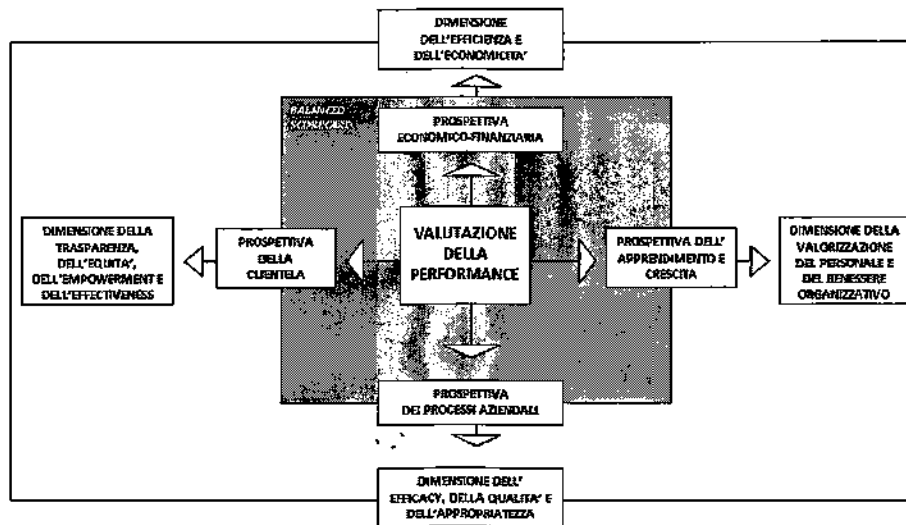 DIMENSIONE
DELL'EFFICIENZA E
DELL'ECONOMICITA'
BALANCED
SCORECARD
PROSPETTIVA
ECONOMICO-FINANZIARIA
DIMENSIONE DELLA
TRASPARENZA,
DELL'EQUITA',
DELL'EMPOWERMENT E
DELL'EFFECTIVENESS
PROSPETTIVA
DELLA
CLIENTELA
VALUTAZIONE
DELLA
PERFORMANCE
PROSPETTIVA DELL'
APPRENDIMENTO E
CRESCITA
DIMENSIONE DELLA
VALORIZZAZIONE
DEL PERSONALE E
DEL BENESSERE
ORGANIZZATIVO
PROSPETTIVA
DEI PROCESSI AZIENDALI
DIMENSIONE DELL'
EFFICACY, DELLA QUALITA' E
DELL'APPROPRIATEZZA